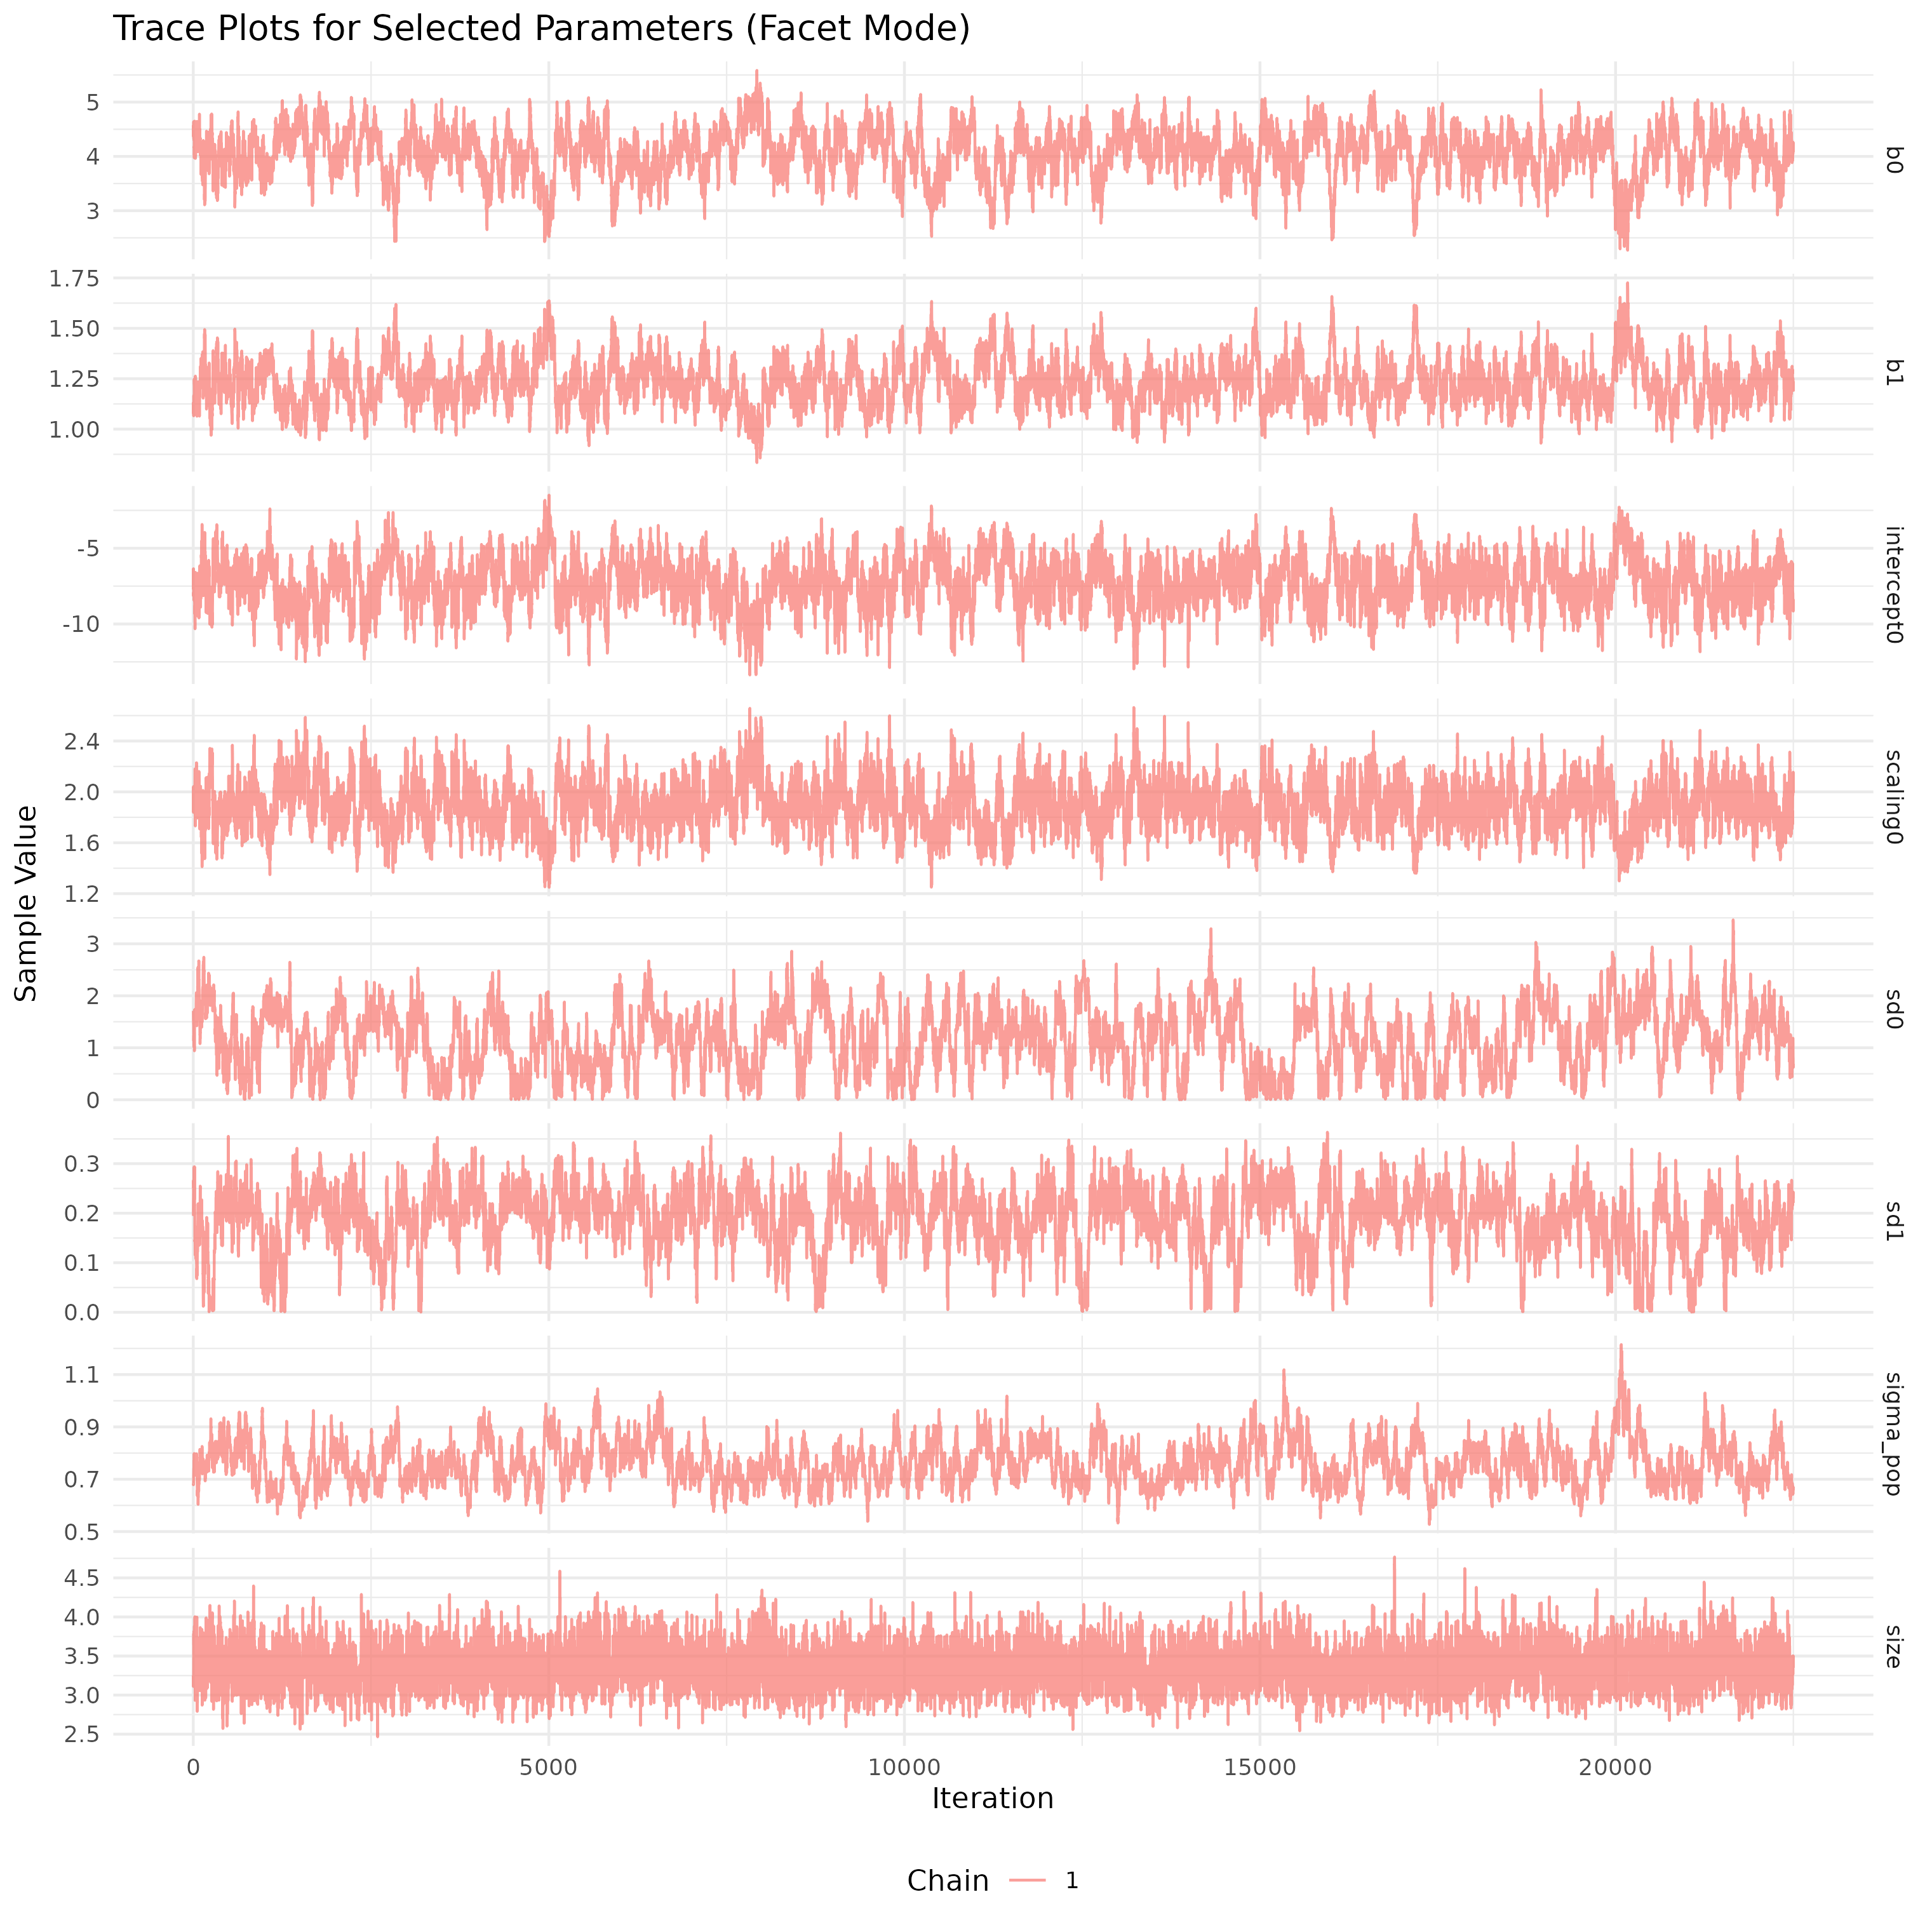 Trace Plots for Selected Parameters (Facet Mode)
Sample Value
5
4
3
b0
1.75
1.50
1.25
1.00
b1
-5
-10
intercept0
2.4
2.0
1.6
1.2
scaling0
3
2
1
0
sd0
0.3
0.2
0.1
0.0
sd1
1.1
0.9
0.7
0.5
sigma_pop
4.5
4.0
3.5
3.0
2.5
size
0 5000 10000 15000 20000
Iteration
Chain 1